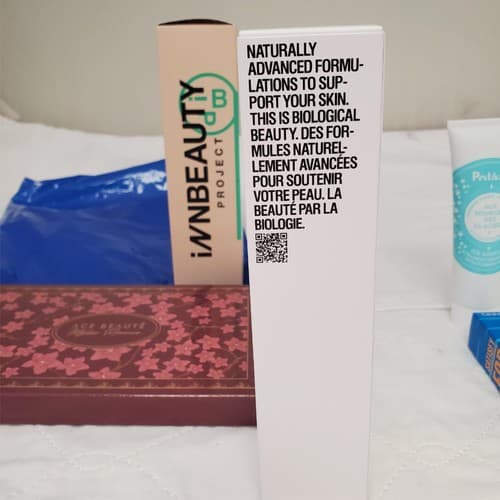 NATURALLY
ADVANCED FORMU-
LATIONS TO SUP-
PORT YOUR SKIN.
THIS IS BIOLOGICAL
BEAUTY. DES FOR-
MULES NATUREL-
LEMENT AVANCÉES
POUR SOUTENIR
VOTRE PEAU. LA
BEAUTÉ PAR LA
BIOLOGIE.
iNNBEAUTY
PROJECT
iB
ACE BEAUTÉ